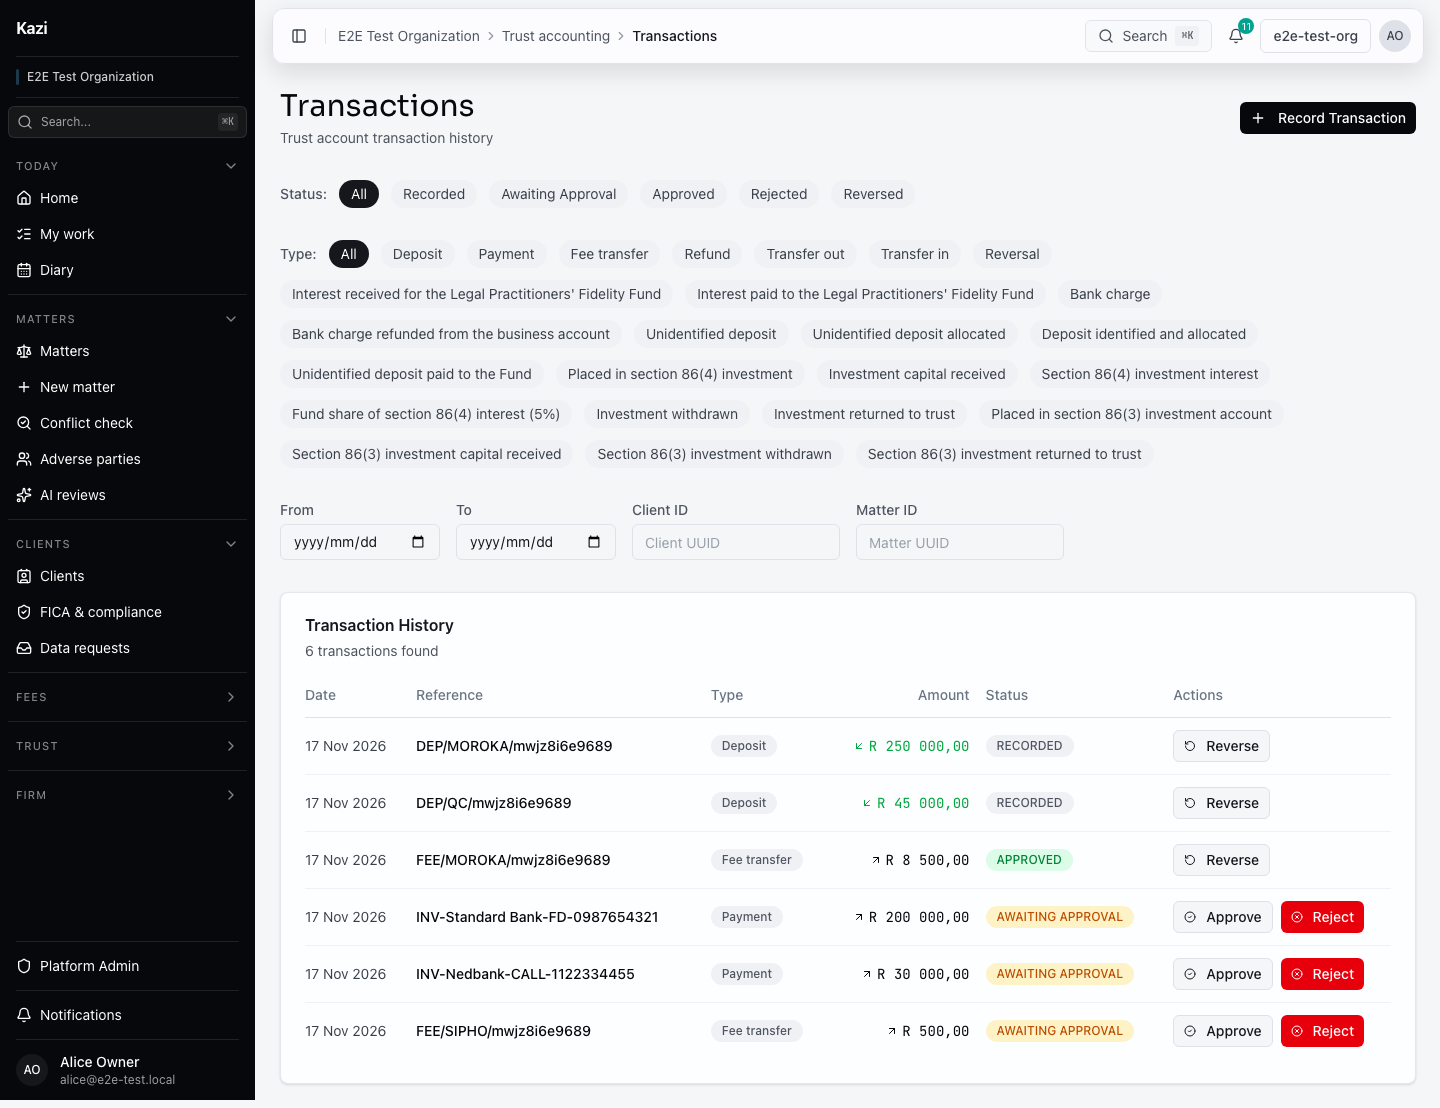 Kazi
E2E Test Organization
Search... ⌘K
TODAY
Home
My work
Diary
MATTERS
Matters
New matter
Conflict check
Adverse parties
AI reviews
CLIENTS
Clients
FICA & compliance
Data requests
FEES
TRUST
FIRM
Platform Admin
Notifications
AO Alice Owner
alice@e2e-test.local
E2E Test Organization > Trust accounting > Transactions
Search ⌘K 11 e2e-test-org AO
Transactions
Trust account transaction history
Record Transaction
Status: All Recorded Awaiting Approval Approved Rejected Reversed
Type: All Deposit Payment Fee transfer Refund Transfer out Transfer in Reversal
Interest received for the Legal Practitioners' Fidelity Fund Interest paid to the Legal Practitioners' Fidelity Fund Bank charge
Bank charge refunded from the business account Unidentified deposit Unidentified deposit allocated Deposit identified and allocated
Unidentified deposit paid to the Fund Placed in section 86(4) investment Investment capital received Section 86(4) investment interest
Fund share of section 86(4) interest (5%) Investment withdrawn Investment returned to trust Placed in section 86(3) investment account
Section 86(3) investment capital received Section 86(3) investment withdrawn Section 86(3) investment returned to trust
From To Client ID Matter ID
yyyy/mm/dd yyyy/mm/dd Client UUID Matter UUID
Transaction History
6 transactions found
Date Reference Type Amount Status Actions
17 Nov 2026 DEP/MOROKA/mwjz8i6e9689 Deposit R 250 000,00 RECORDED Reverse
17 Nov 2026 DEP/QC/mwjz8i6e9689 Deposit R 45 000,00 RECORDED Reverse
17 Nov 2026 FEE/MOROKA/mwjz8i6e9689 Fee transfer R 8 500,00 APPROVED Reverse
17 Nov 2026 INV-Standard Bank-FD-0987654321 Payment R 200 000,00 AWAITING APPROVAL Approve Reject
17 Nov 2026 INV-Nedbank-CALL-1122334455 Payment R 30 000,00 AWAITING APPROVAL Approve Reject
17 Nov 2026 FEE/SIPHO/mwjz8i6e9689 Fee transfer R 500,00 AWAITING APPROVAL Approve Reject